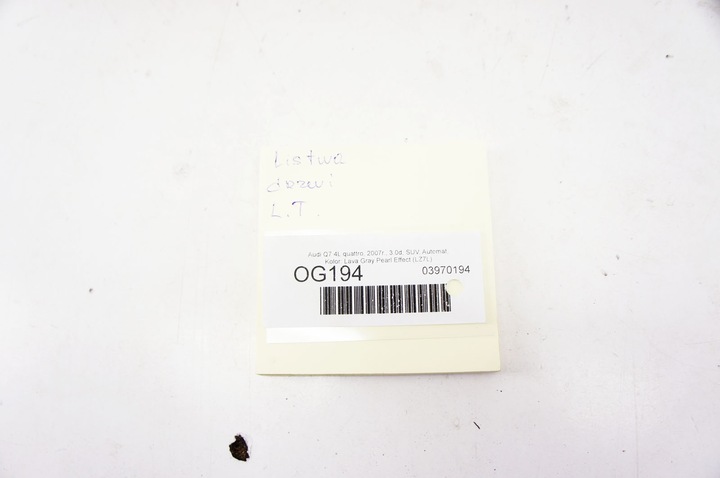 Listwa
drzwi
L.T.
Audi Q7 4L quattro; 2007r.; 3.0d; SUV; Automat
Kolor: Lava Gray Pearl Effect (LZ7L)
OG194 03970194